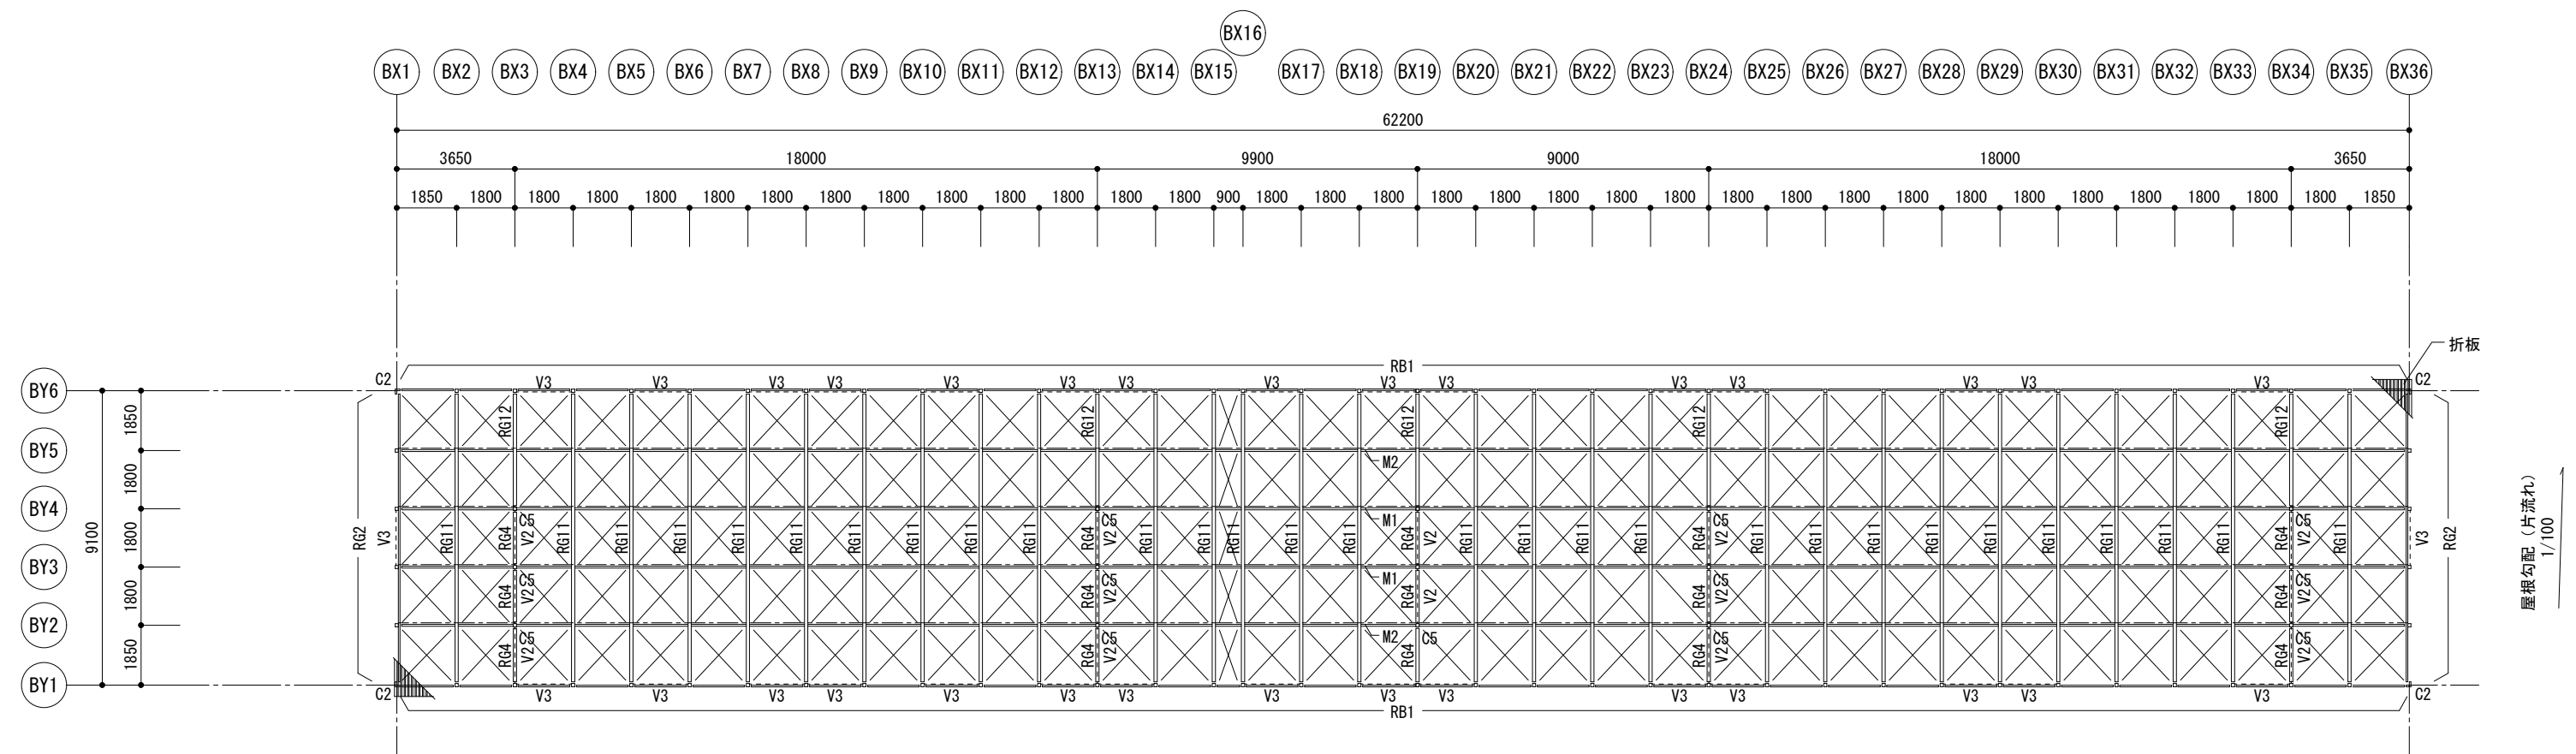 BX16
BX1 BX2 BX3 BX4 BX5 BX6 BX7 BX8 BX9 BX10 BX11 BX12 BX13 BX14 BX15 BX17 BX18 BX19 BX20 BX21 BX22 BX23 BX24 BX25 BX26 BX27 BX28 BX29 BX30 BX31 BX32 BX33 BX34 BX35 BX36
62200
3650 18000 9900 9000 18000 3650
1850 1800 1800 1800 1800 1800 1800 1800 1800 1800 1800 1800 1800 1800 900 1800 1800 1800 1800 1800 1800 1800 1800 1800 1800 1800 1800 1800 1800 1800 1800 1800 1800 1800 1850
折板
RB1
C2 V3 V3 V3 V3 V3 V3 V3 V3 V3 V3 V3 V3 V3 V3 V3 C2
BY6
1850
RG12 RG12 RG12 RG12 RG12
BY5
M2
1800
BY4
M1
C5 C5 C5 C5
9100
1800
RG2 V3 RG11 RG4 V2 RG11 RG11 RG11 RG11 RG11 RG11 RG11 RG11 RG11 RG4 V2 RG11 RG11 RG11 RG11 RG11 RG4 V2 RG11 RG11 RG11 RG11 RG4 V2 RG11 RG11 RG11 RG11 RG11 RG11 RG11 RG11 RG11 RG4 V2 RG11 V3 RG2
屋根勾配（片流れ）
1/100
BY3
M1
C5 C5 C5 C5
1800
RG4 V2 RG4 V2 RG4 V2 RG4 V2 RG4 V2
BY2
M2
C5 C5 C5 C5 C5
1850
RG4 V2 RG4 V2 RG4 RG4 V2 RG4 V2
BY1
C2 V3 V3 V3 V3 V3 V3 V3 V3 V3 V3 V3 V3 V3 V3 V3 C2
RB1